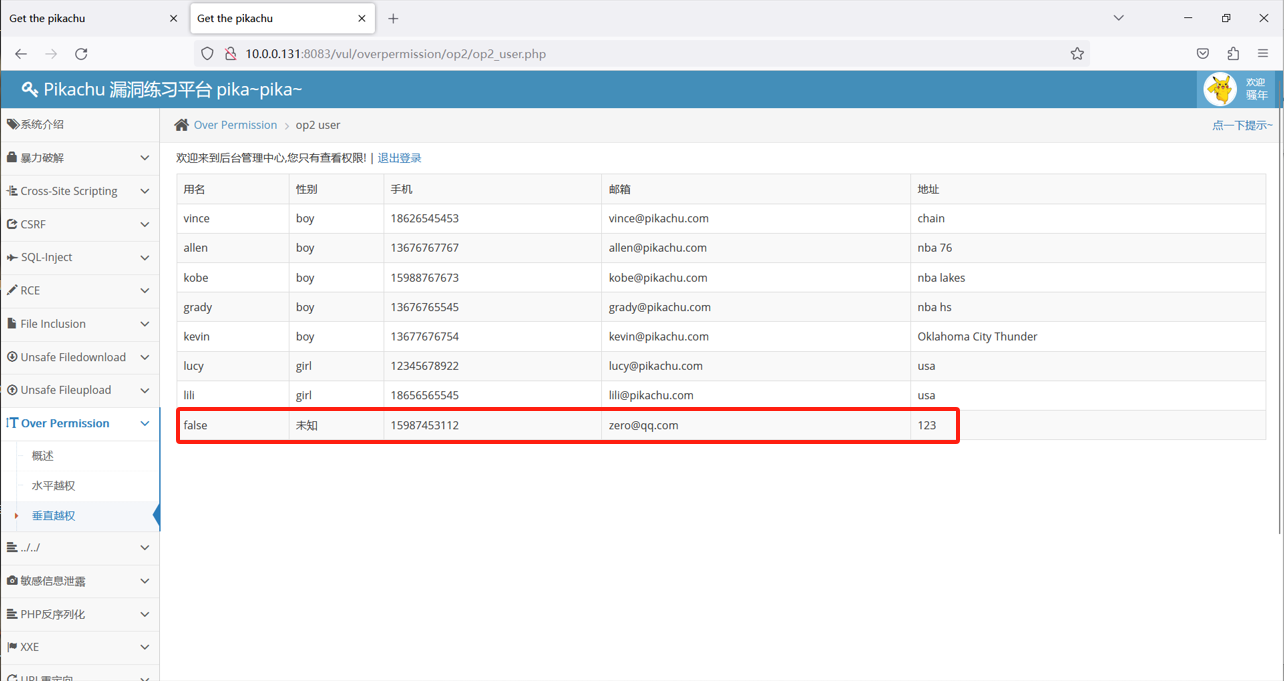 Get the pikachu
Get the pikachu
10.0.0.131:8083/vul/overpermission/op2/op2_user.php
Pikachu 漏洞练习平台 pika~pika~
欢迎
骚年
系统介绍
暴力破解
Cross-Site Scripting
CSRF
SQL-Inject
RCE
File Inclusion
Unsafe Filedownload
Unsafe Fileupload
Over Permission
概述
水平越权
垂直越权
../../
敏感信息泄露
PHP反序列化
XXE
URL重定向
Over Permission > op2 user
点一下提示~
欢迎来到后台管理中心,您只有查看权限! | 退出登录
用名 性别 手机 邮箱 地址
vince boy 18626545453 vince@pikachu.com chain
allen boy 13676767767 allen@pikachu.com nba 76
kobe boy 15988767673 kobe@pikachu.com nba lakes
grady boy 13676765545 grady@pikachu.com nba hs
kevin boy 13677676754 kevin@pikachu.com Oklahoma City Thunder
lucy girl 12345678922 lucy@pikachu.com usa
lili girl 18656565545 lili@pikachu.com usa
false 未知 15987453112 zero@qq.com 123